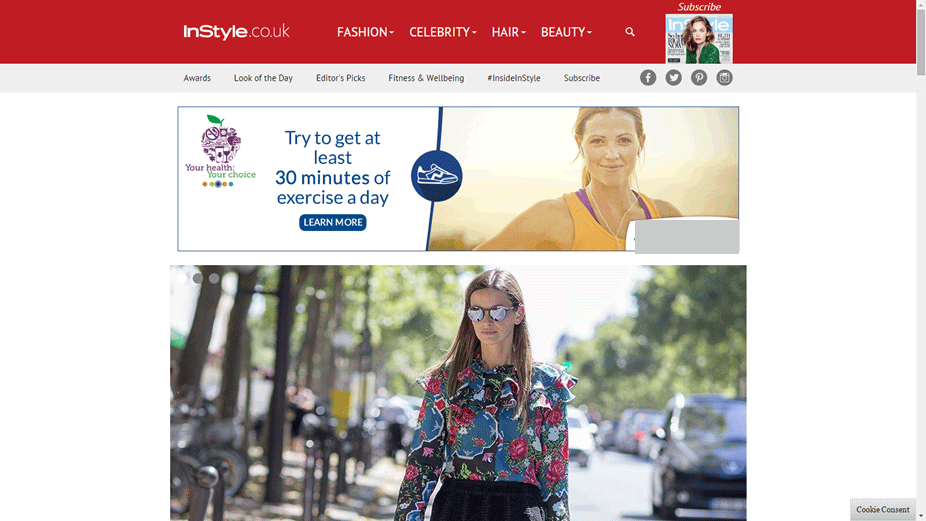 Subscribe
InStyle.co.uk
FASHION
CELEBRITY
HAIR
BEAUTY
InStyle
Awards
Look of the Day
Editor's Picks
Fitness & Wellbeing
#InsideInStyle
Subscribe
Your health:
Your choice
Try to get at
least
30 minutes of
exercise a day
LEARN MORE
Cookie Consent